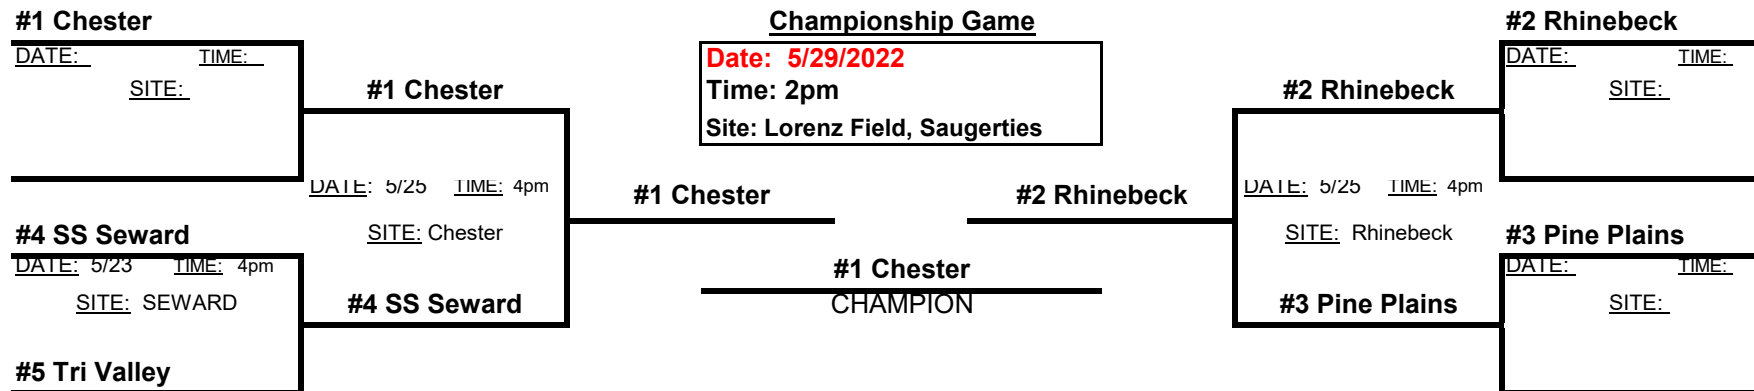 #1 Chester
Championship Game
#2 Rhinebeck
DATE: TIME:
Date: 5/29/2022
DATE: TIME:
SITE:
#1 Chester
Time: 2pm
#2 Rhinebeck
SITE:
Site: Lorenz Field, Saugerties
DATE: 5/25 TIME: 4pm
#1 Chester
#2 Rhinebeck
DATE: 5/25 TIME: 4pm
#4 SS Seward
SITE: Chester
SITE: Rhinebeck
#3 Pine Plains
DATE: 5/23 TIME: 4pm
#1 Chester
DATE: TIME:
SITE: SEWARD
#4 SS Seward
CHAMPION
#3 Pine Plains
SITE:
#5 Tri Valley